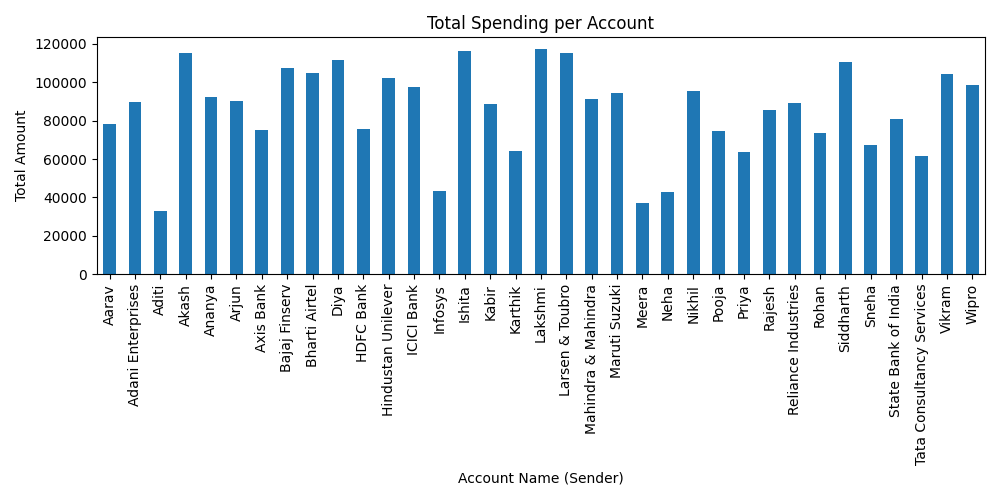 Total Spending per Account
Total Amount
120000
100000
80000
60000
40000
20000
0
Aarav
Adani Enterprises
Aditi
Akash
Ananya
Arjun
Axis Bank
Bajaj Finserv
Bharti Airtel
Diya
HDFC Bank
Hindustan Unilever
ICICI Bank
Infosys
Ishita
Kabir
Karthik
Lakshmi
Larsen & Toubro
Mahindra & Mahindra
Maruti Suzuki
Meera
Neha
Nikhil
Pooja
Priya
Rajesh
Reliance Industries
Rohan
Siddharth
Sneha
State Bank of India
Tata Consultancy Services
Vikram
Wipro
Account Name (Sender)